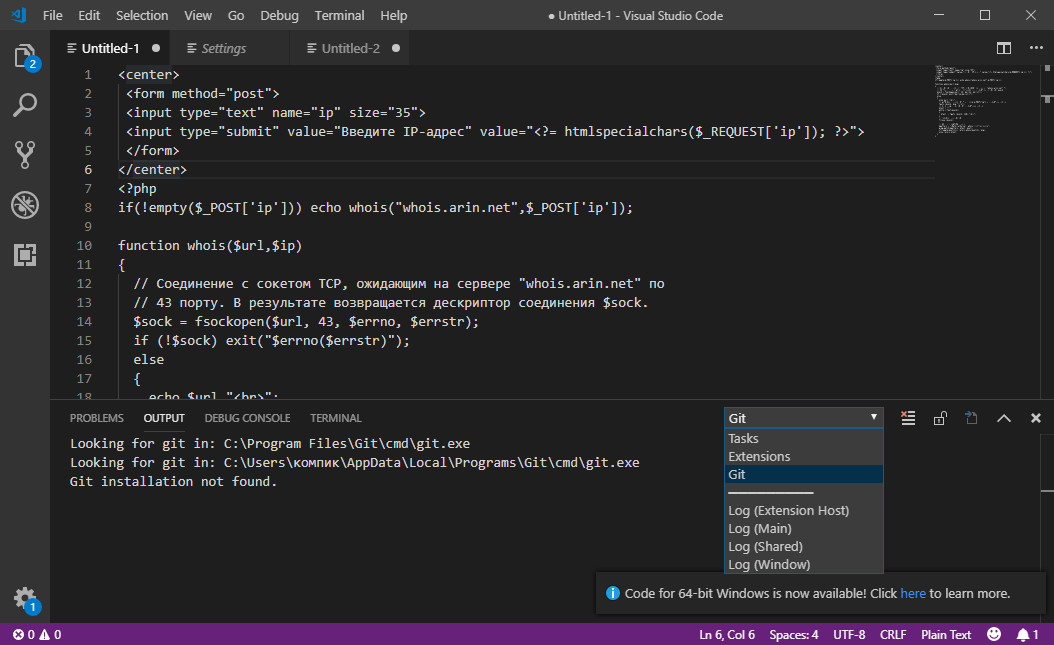 File Edit Selection View Go Debug Terminal Help
● Untitled-1 - Visual Studio Code
Untitled-1 ● Settings Untitled-2 ●
2
1 <center>
2 <form method="post">
3 <input type="text" name="ip" size="35">
4 <input type="submit" value="Введите IP-адрес" value="<?= htmlspecialchars($_REQUEST['ip']); ?>">
5 </form>
6 </center>
7 <?php
8 if(!empty($_POST['ip'])) echo whois("whois.arin.net",$_POST['ip']);
9
10 function whois($url,$ip)
11 {
12 // Соединение с сокетом TCP, ожидающим на сервере "whois.arin.net" по
13 // 43 порту. В результате возвращается дескриптор соединения $sock.
14 $sock = fsockopen($url, 43, $errno, $errstr);
15 if (!$sock) exit("$errno($errstr)");
16 else
17 {
18 echo $url."<br>";
PROBLEMS OUTPUT DEBUG CONSOLE TERMINAL
Git
Looking for git in: C:\Program Files\Git\cmd\git.exe
Looking for git in: C:\Users\компик\AppData\Local\Programs\Git\cmd\git.exe
Git installation not found.
Tasks
Extensions
Git
Log (Extension Host)
Log (Main)
Log (Shared)
Log (Window)
Code for 64-bit Windows is now available! Click here to learn more.
1
0 0 Ln 6, Col 6 Spaces: 4 UTF-8 CRLF Plain Text 1